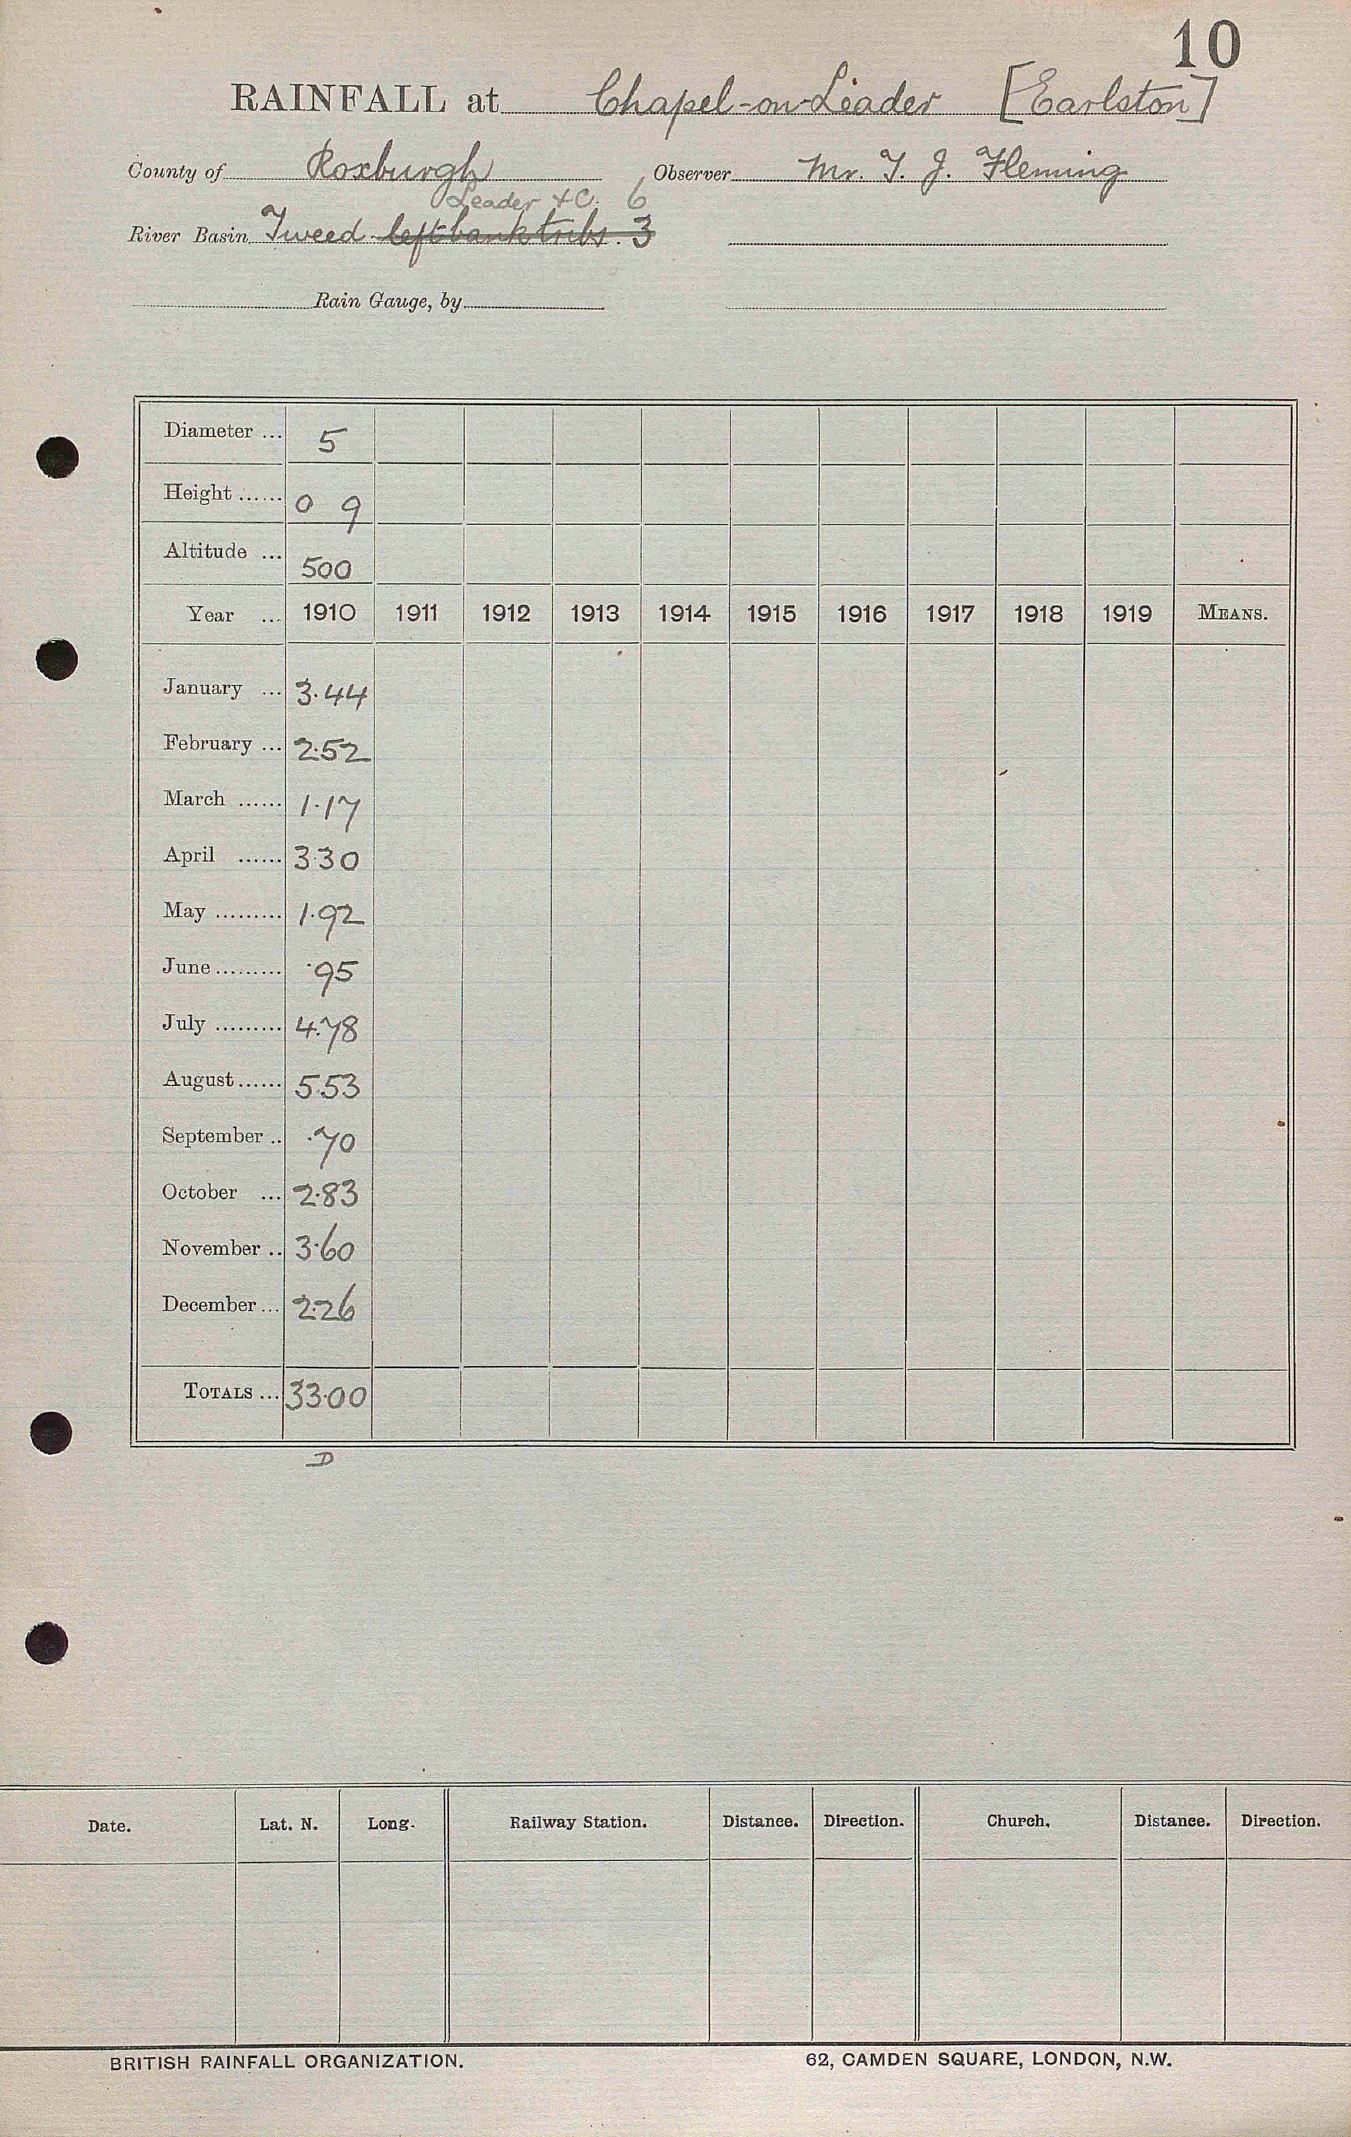 10
RAINFALL at Chapel-on-Leader [Earlston]
County of Roxburgh Observer Mr. T. J. Fleming
Leader & C. 6
River Basin Tweed left bank tribs. 3
Rain Gauge, by
Diameter ... 5
Height ...... 0 9
Altitude ... 500
Year ... 1910 1911 1912 1913 1914 1915 1916 1917 1918 1919 MEANS.
January ... 3.44
February ... 2.52
March ...... 1.17
April ...... 3.30
May ......... 1.92
June ......... .95
July ......... 4.78
August ...... 5.53
September .. .70
October ... 2.83
November .. 3.60
December ... 2.26
TOTALS ... 33.00
D
Date. Lat. N. Long. Railway Station. Distance. Direction. Church. Distance. Direction.
BRITISH RAINFALL ORGANIZATION. 62, CAMDEN SQUARE, LONDON, N.W.